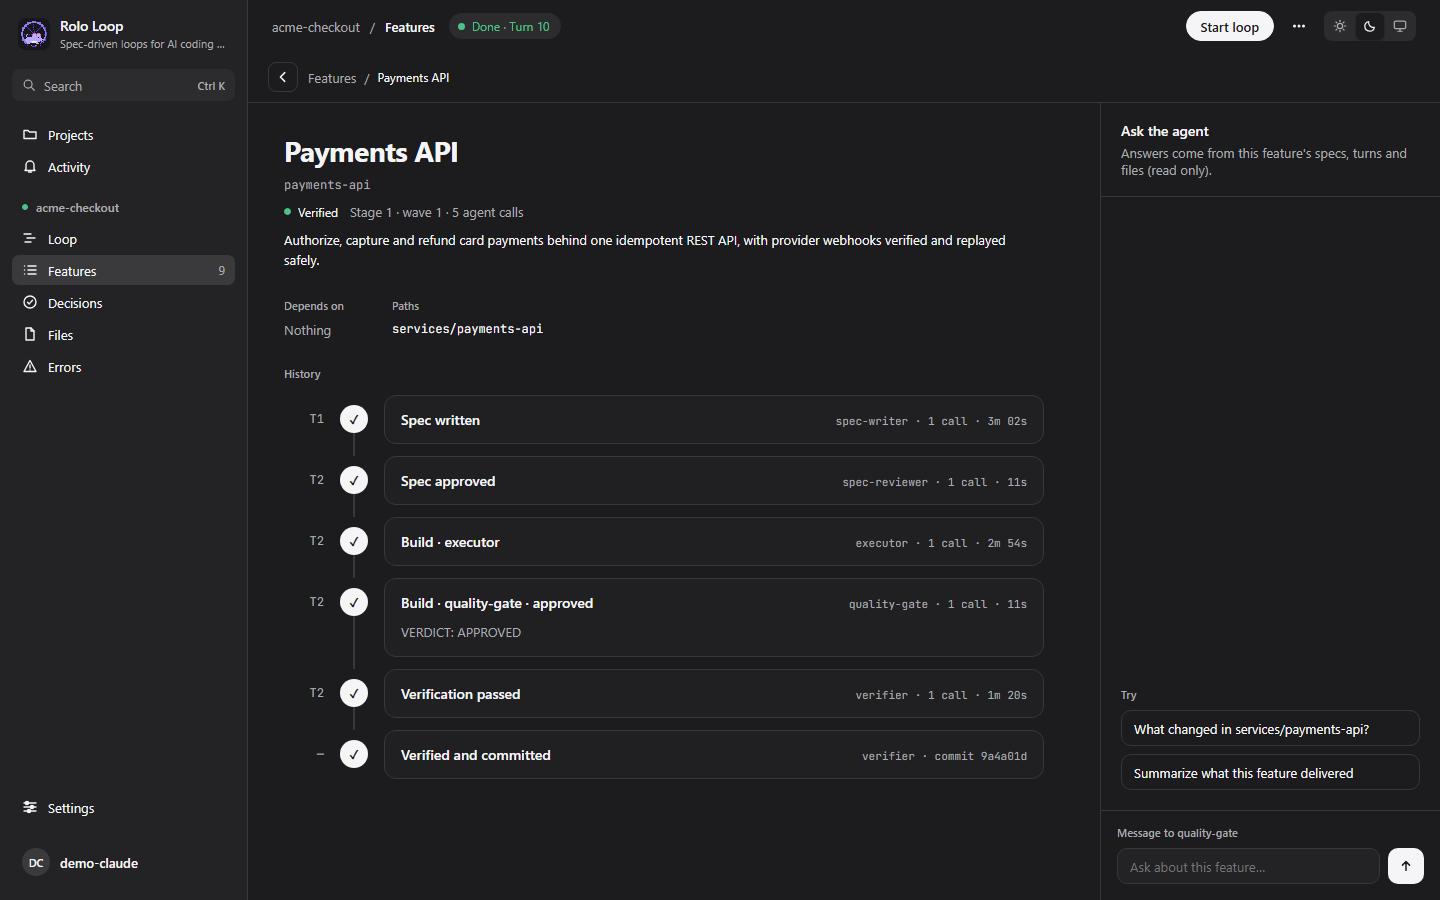 Rolo Loop
Spec-driven loops for AI coding ...
Search
Ctrl K
Projects
Activity
acme-checkout
Loop
Features
9
Decisions
Files
Errors
Settings
DC
demo-claude
acme-checkout / Features
Done · Turn 10
Start loop
Features / Payments API
Payments API
payments-api
Verified Stage 1 · wave 1 · 5 agent calls
Authorize, capture and refund card payments behind one idempotent REST API, with provider webhooks verified and replayed
safely.
Depends on
Nothing
Paths
services/payments-api
History
T1
Spec written
spec-writer · 1 call · 3m 02s
T2
Spec approved
spec-reviewer · 1 call · 11s
T2
Build · executor
executor · 1 call · 2m 54s
T2
Build · quality-gate · approved
quality-gate · 1 call · 11s
VERDICT: APPROVED
T2
Verification passed
verifier · 1 call · 1m 20s
–
Verified and committed
verifier · commit 9a4a01d
Ask the agent
Answers come from this feature's specs, turns and
files (read only).
Try
What changed in services/payments-api?
Summarize what this feature delivered
Message to quality-gate
Ask about this feature...